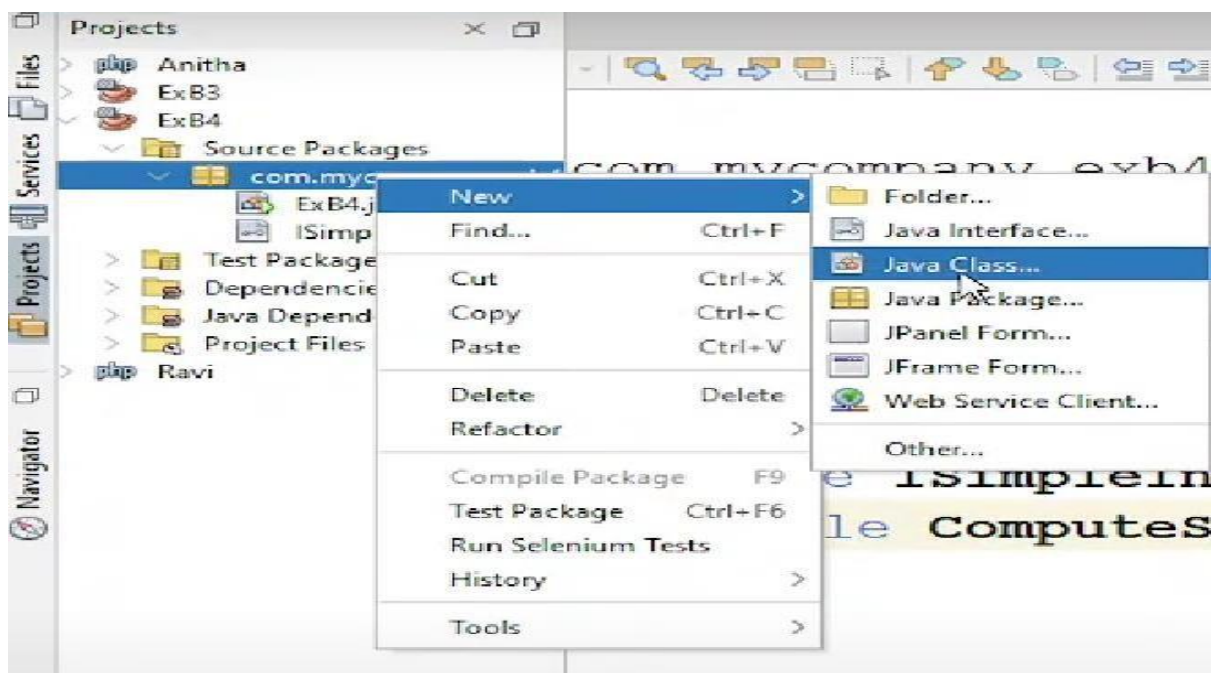 Projects
Files
Services
Projects
Navigator
php Anitha
ExB3
ExB4
Source Packages
com.myc
ExB4.j
ISimp
Test Package
Dependencie
Java Depend
Project Files
php Ravi
com.mycompany.exb4
New
Find... Ctrl+F
Cut Ctrl+X
Copy Ctrl+C
Paste Ctrl+V
Delete Delete
Refactor
Compile Package F9
Test Package Ctrl+F6
Run Selenium Tests
History
Tools
Folder...
Java Interface...
Java Class...
Java Package...
JPanel Form...
JFrame Form...
Web Service Client...
Other...
e ISimpleIn
le ComputeS